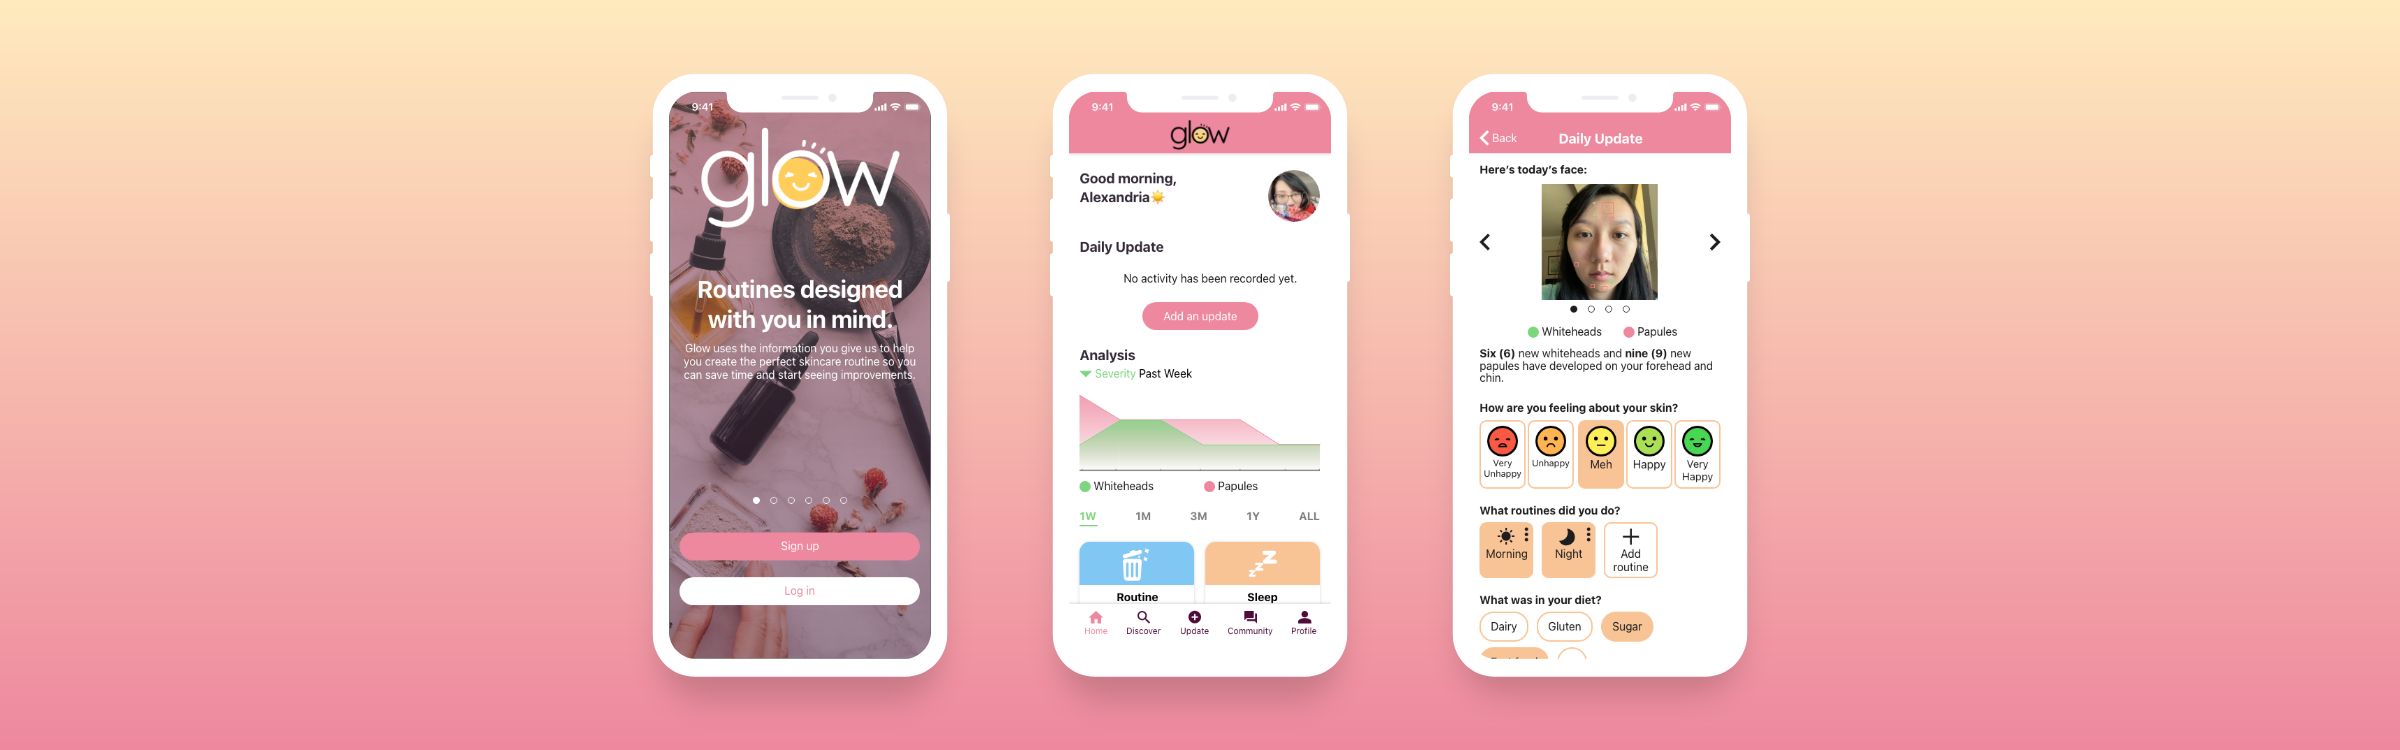 9:41
glow
Routines designed
with you in mind.
Glow uses the information you give us to help
you create the perfect skincare routine so you
can save time and start seeing improvements.
Sign up
Log in
9:41
glow
Good morning,
Alexandria
Daily Update
No activity has been recorded yet.
Add an update
Analysis
Severity Past Week
Whiteheads Papules
1W 1M 3M 1Y ALL
Routine Sleep
Home Discover Update Community Profile
9:41
Back Daily Update
Here's today's face:
Whiteheads Papules
Six (6) new whiteheads and nine (9) new
papules have developed on your forehead and
chin.
How are you feeling about your skin?
Very
Unhappy
Unhappy
Meh
Happy
Very
Happy
What routines did you do?
Morning
Night
Add
routine
What was in your diet?
Dairy Gluten Sugar